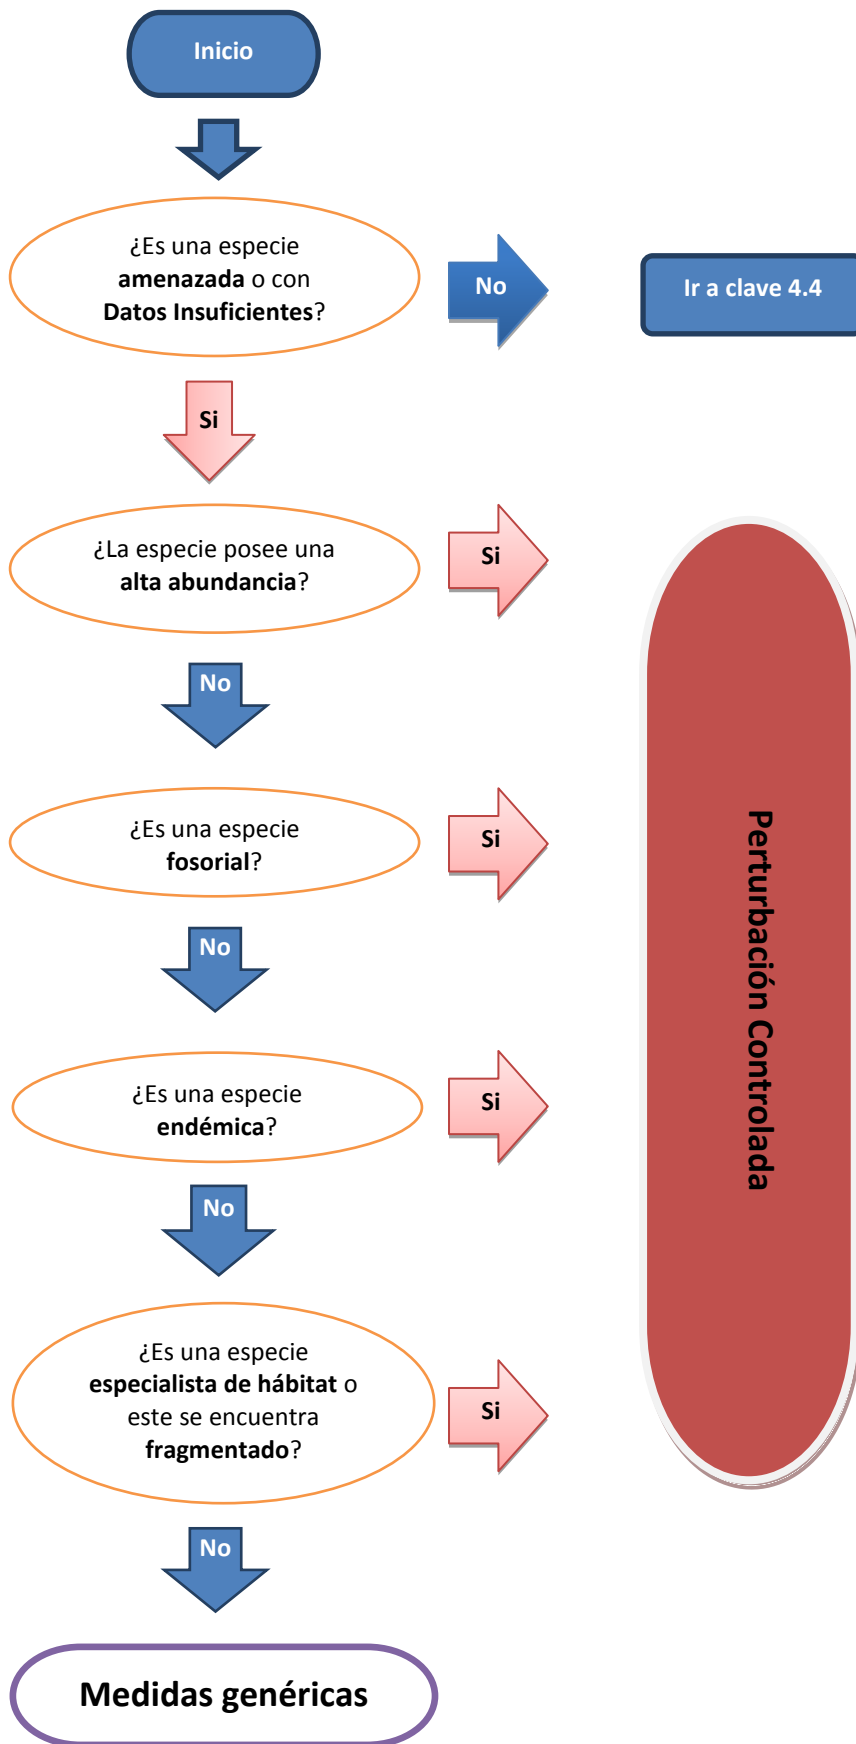 Inicio
¿Es una especie
amenazada o con
Datos Insuficientes?
No
Ir a clave 4.4
Si
¿La especie posee una
alta abundancia?
Si
No
¿Es una especie
fosorial?
Si
No
¿Es una especie
endémica?
Si
No
¿Es una especie
especialista de hábitat o
este se encuentra
fragmentado?
Si
No
Perturbación Controlada
Medidas genéricas